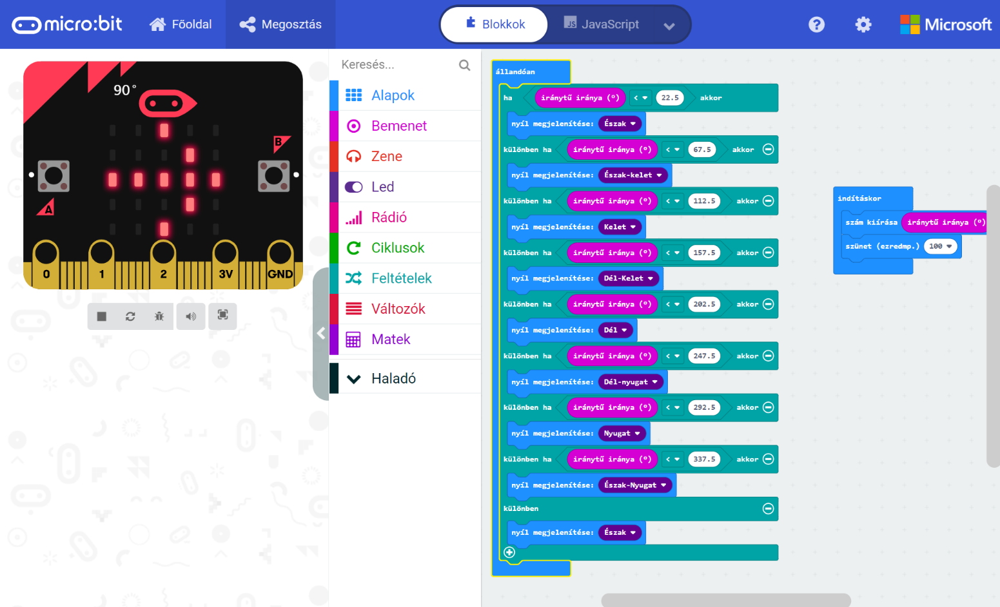 micro:bit
Főoldal
Megosztás
Blokkok
JS JavaScript
?
Microsoft
90°
B
A
0 1 2 3V GND
Keresés...
Alapok
Bemenet
Zene
Led
Rádió
Ciklusok
Feltételek
Változók
Matek
Haladó
állandóan
ha iránytű iránya (°) < 22.5 akkor
nyíl megjelenítése: Észak
különben ha iránytű iránya (°) < 67.5 akkor
nyíl megjelenítése: Észak-kelet
különben ha iránytű iránya (°) < 112.5 akkor
nyíl megjelenítése: Kelet
különben ha iránytű iránya (°) < 157.5 akkor
nyíl megjelenítése: Dél-Kelet
különben ha iránytű iránya (°) < 202.5 akkor
nyíl megjelenítése: Dél
különben ha iránytű iránya (°) < 247.5 akkor
nyíl megjelenítése: Dél-nyugat
különben ha iránytű iránya (°) < 292.5 akkor
nyíl megjelenítése: Nyugat
különben ha iránytű iránya (°) < 337.5 akkor
nyíl megjelenítése: Észak-Nyugat
különben
nyíl megjelenítése: Észak
indításkor
szám kiírása iránytű iránya (°)
szünet (ezredmp.) 100